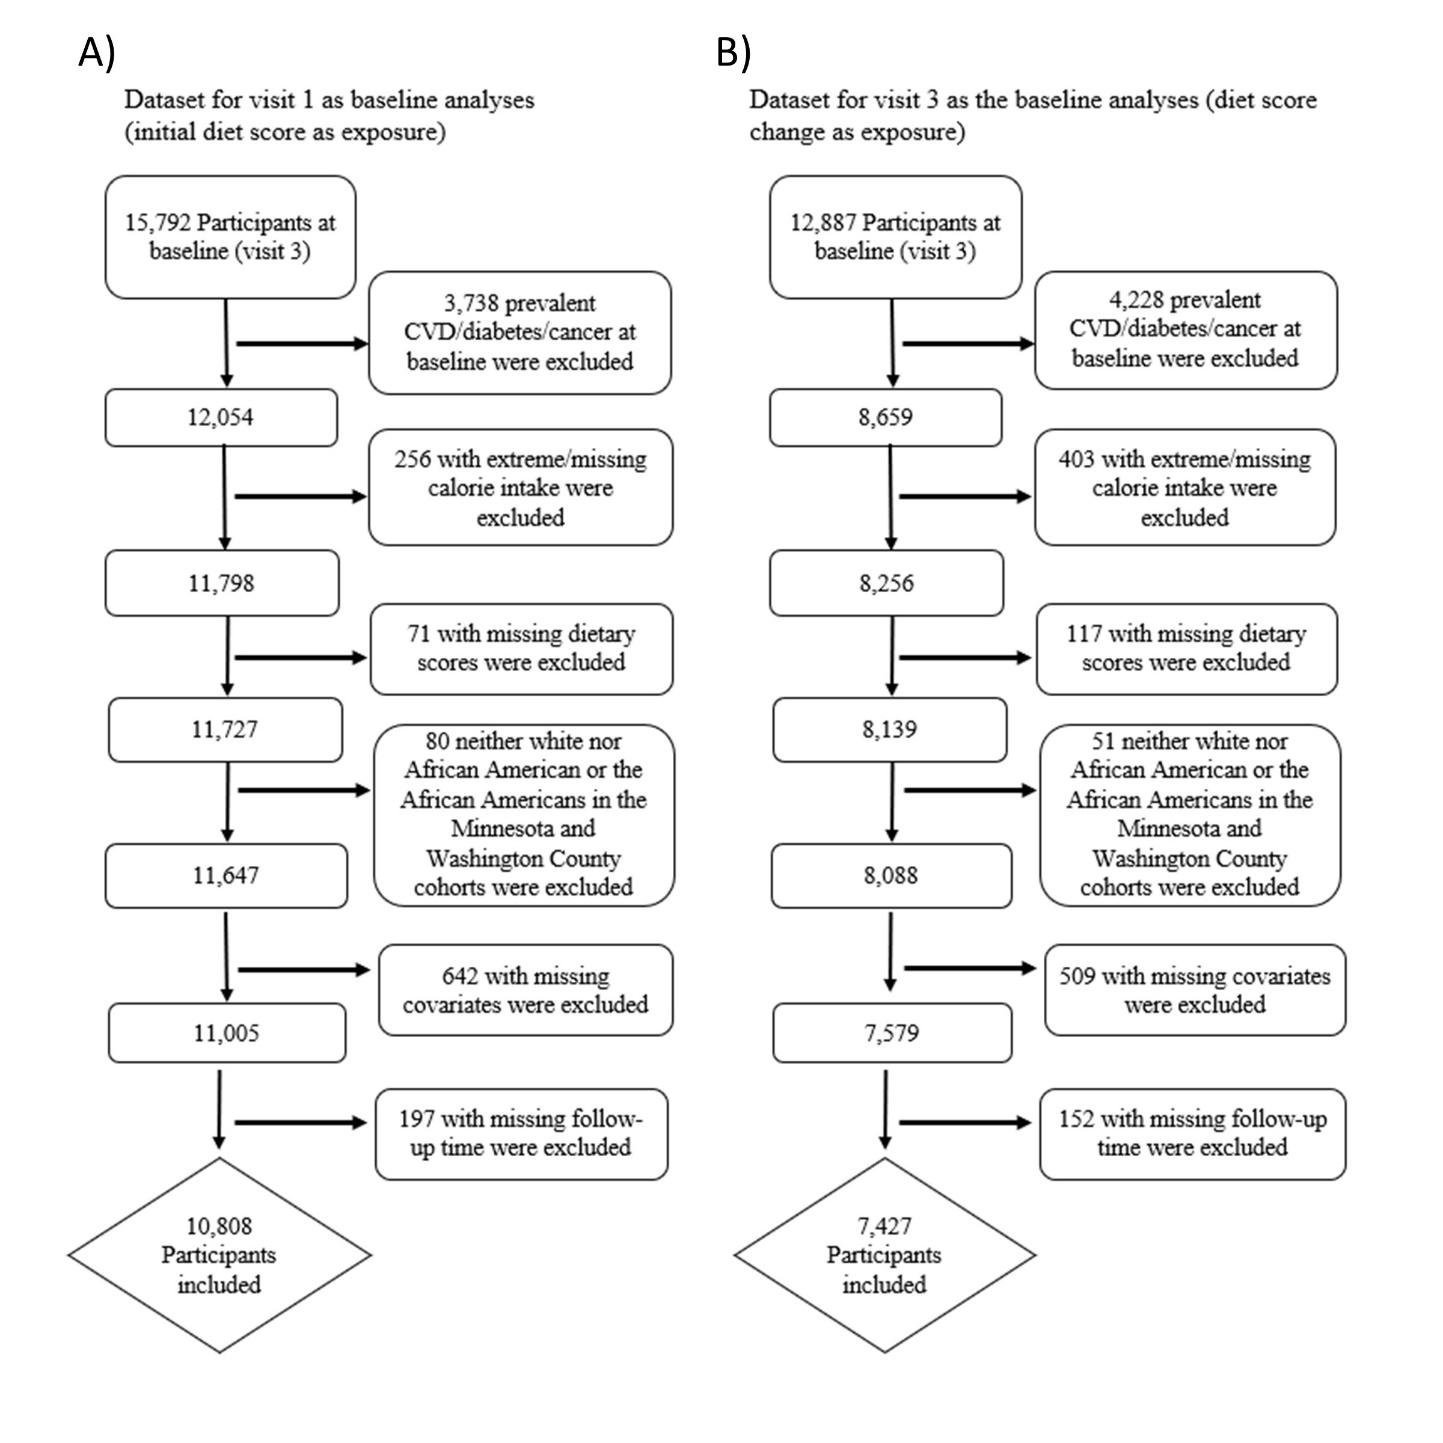 A)
Dataset for visit 1 as baseline analyses
(initial diet score as exposure)
15,792 Participants at
baseline (visit 3)
3,738 prevalent
CVD/diabetes/cancer at
baseline were excluded
12,054
256 with extreme/missing
calorie intake were
excluded
11,798
71 with missing dietary
scores were excluded
11,727
80 neither white nor
African American or the
African Americans in the
Minnesota and
Washington County
cohorts were excluded
11,647
642 with missing
covariates were excluded
11,005
197 with missing follow-
up time were excluded
10,808
Participants
included
B)
Dataset for visit 3 as the baseline analyses (diet score
change as exposure)
12,887 Participants at
baseline (visit 3)
4,228 prevalent
CVD/diabetes/cancer at
baseline were excluded
8,659
403 with extreme/missing
calorie intake were
excluded
8,256
117 with missing dietary
scores were excluded
8,139
51 neither white nor
African American or the
African Americans in the
Minnesota and
Washington County
cohorts were excluded
8,088
509 with missing covariates
were excluded
7,579
152 with missing follow-up
time were excluded
7,427
Participants
included